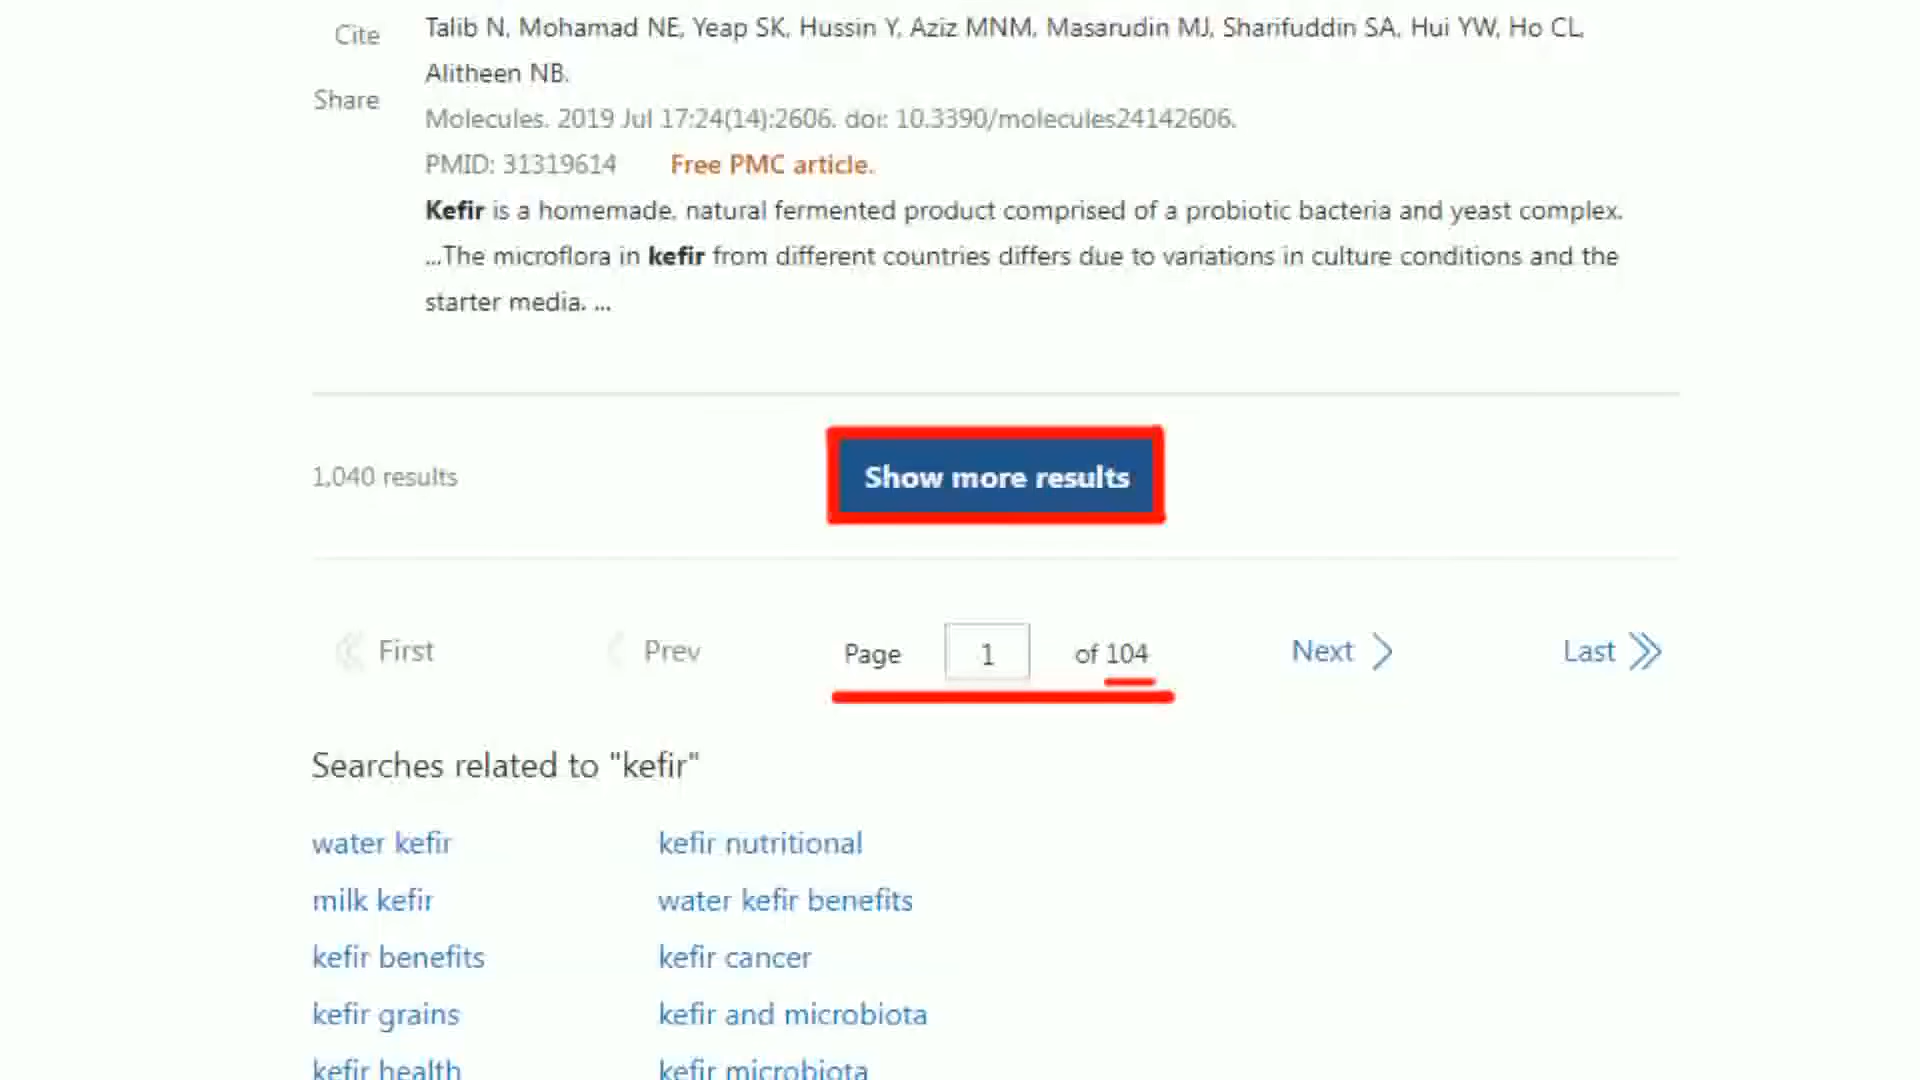 Cite
Talib N, Mohamad NE, Yeap SK, Hussin Y, Aziz MNM, Masarudin MJ, Sharifuddin SA, Hui YW, Ho CL,
Alitheen NB.
Share
Molecules. 2019 Jul 17;24(14):2606. doi: 10.3390/molecules24142606.
PMID: 31319614 Free PMC article.
Kefir is a homemade, natural fermented product comprised of a probiotic bacteria and yeast complex.
...The microflora in kefir from different countries differs due to variations in culture conditions and the
starter media. ...
1,040 results
Show more results
First
Prev
Page 1 of 104
Next
Last
Searches related to "kefir"
water kefir
milk kefir
kefir benefits
kefir grains
kefir health
kefir nutritional
water kefir benefits
kefir cancer
kefir and microbiota
kefir microbiota